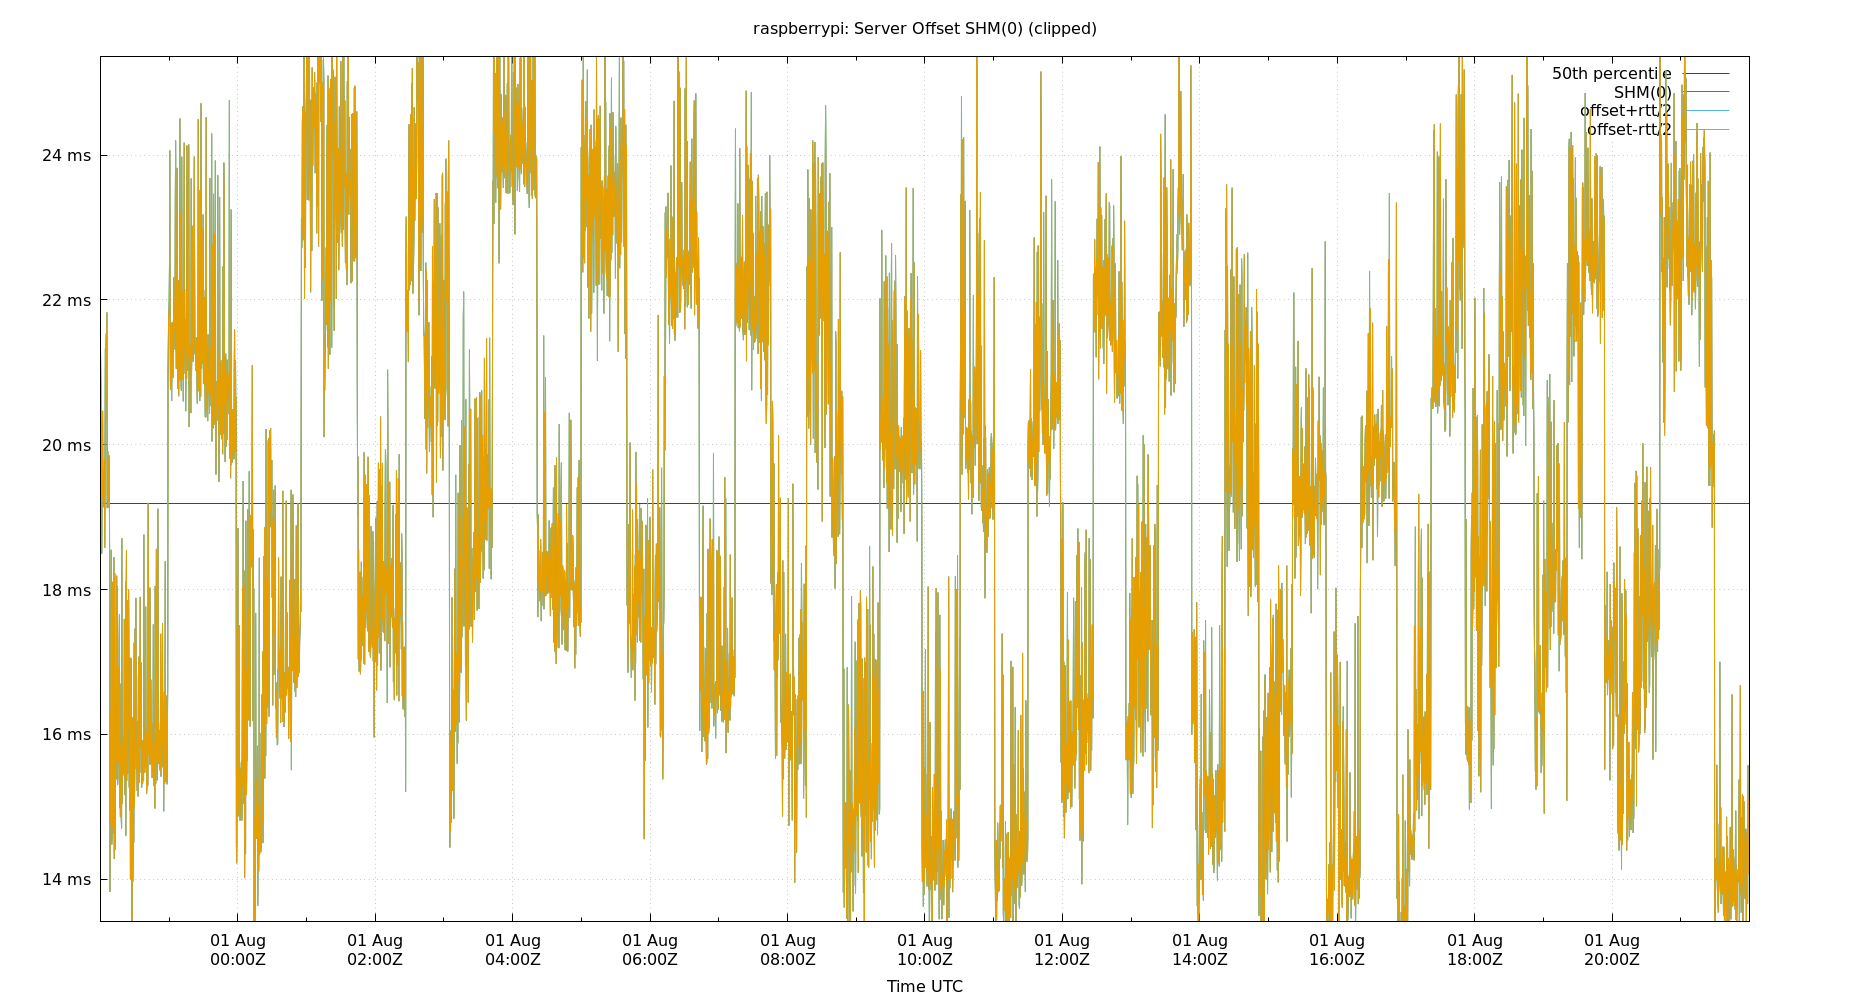 raspberrypi: Server Offset SHM(0) (clipped)
50th percentile
SHM(0)
offset+rtt/2
offset-rtt/2
24 ms
22 ms
20 ms
18 ms
16 ms
14 ms
01 Aug 01 Aug 01 Aug 01 Aug 01 Aug 01 Aug 01 Aug 01 Aug 01 Aug 01 Aug 01 Aug
00:00Z 02:00Z 04:00Z 06:00Z 08:00Z 10:00Z 12:00Z 14:00Z 16:00Z 18:00Z 20:00Z
Time UTC